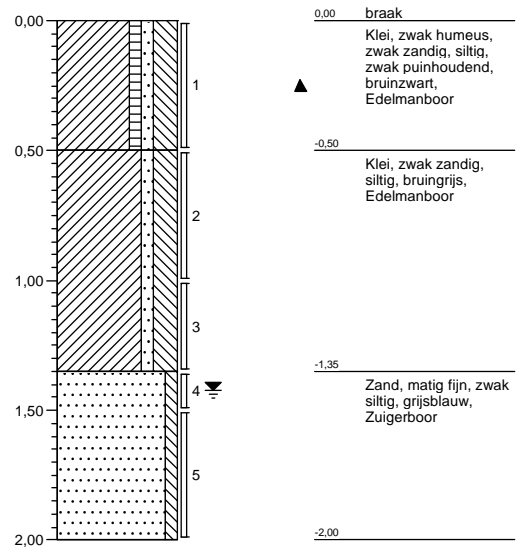 0,00
0,50
1,00
1,50
2,00
1
2
3
4
5
0,00 braak
Klei, zwak humeus,
zwak zandig, siltig,
zwak puinhoudend,
bruinzwart,
Edelmanboor
-0,50
Klei, zwak zandig,
siltig, bruingrijs,
Edelmanboor
-1,35
Zand, matig fijn, zwak
siltig, grijsblauw,
Zuigerboor
-2,00